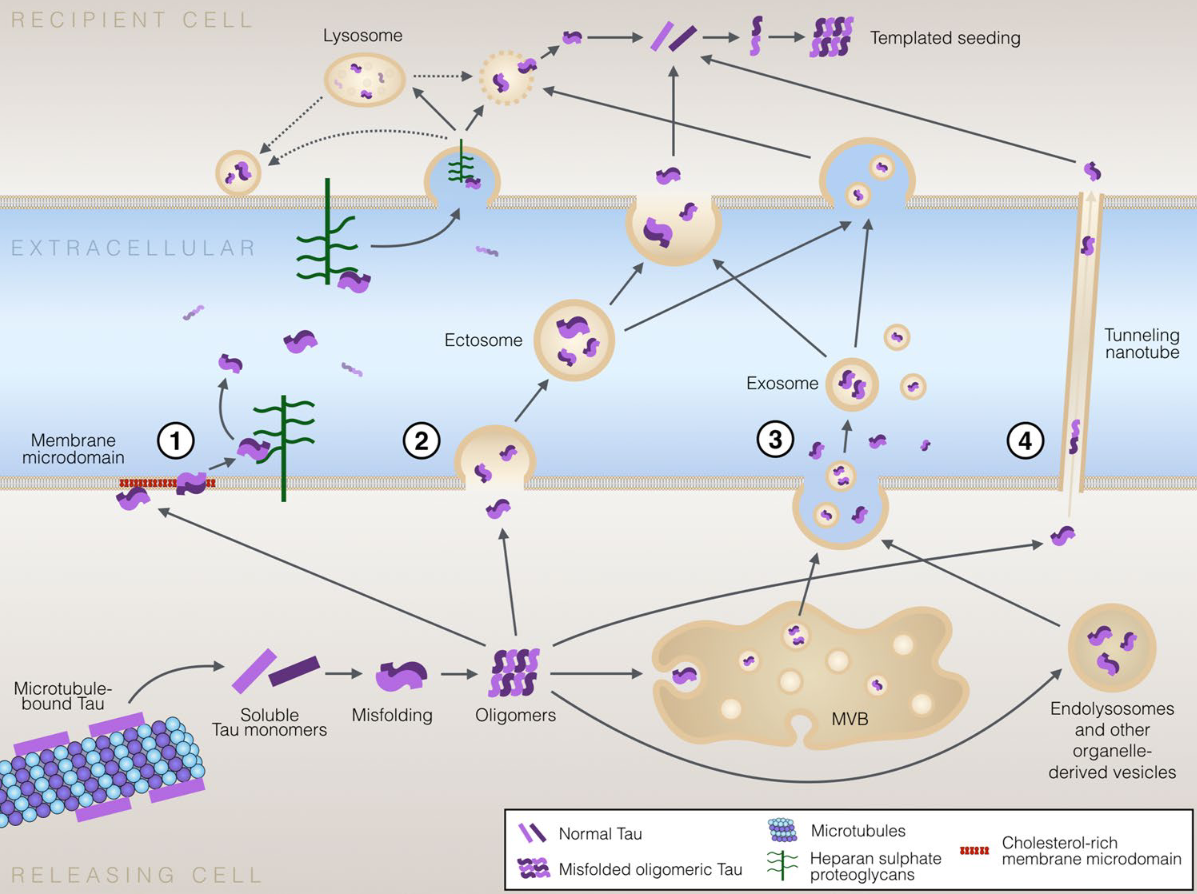 RECIPIENT CELL
Lysosome
Templated seeding
EXTRACELLULAR
Ectosome
Tunneling
nanotube
Exosome
Membrane
microdomain
1
2
3
4
Microtubule-
bound Tau
Soluble
Tau monomers
Misfolding
Oligomers
MVB
Endolysosomes
and other
organelle-
derived vesicles
Normal Tau
Misfolded oligomeric Tau
Microtubules
Heparan sulphate
proteoglycans
Cholesterol-rich
membrane microdomain
RELEASING CELL